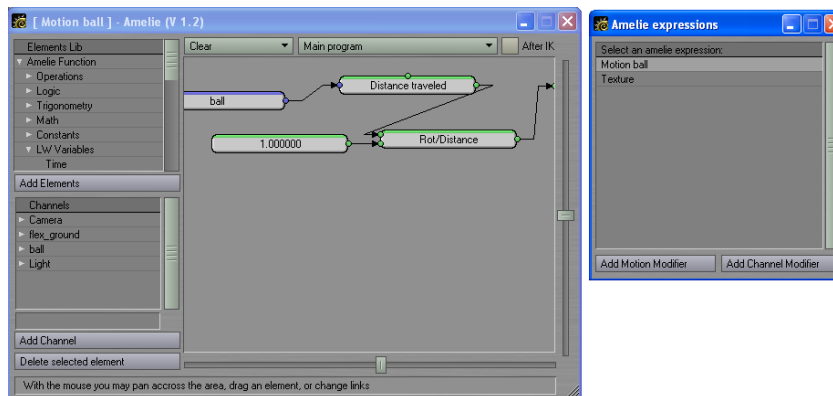 [ Motion ball ] - Amelie (V 1.2)
Elements Lib
Amelie Function
Operations
Logic
Trigonometry
Math
Constants
LW Variables
Time
Add Elements
Channels
Camera
flex_ground
ball
Light
Add Channel
Delete selected element
With the mouse you may pan accross the area, drag an element, or change links
Clear
Main program
After IK
Distance traveled
ball
1.000000
Rot/Distance
Amelie expressions
Select an amelie expression:
Motion ball
Texture
Add Motion Modifier
Add Channel Modifier